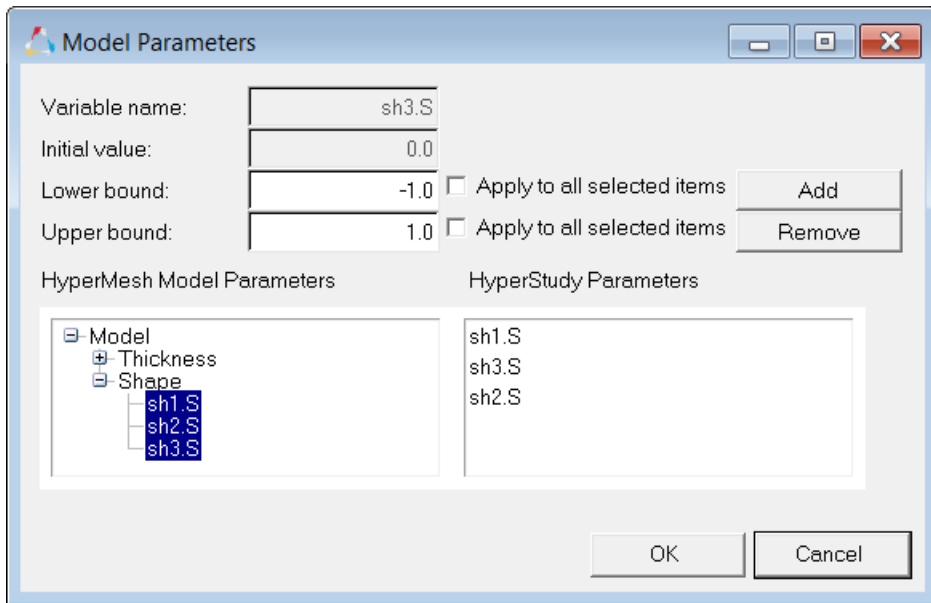 Model Parameters
Variable name: sh3.S
Initial value: 0.0
Lower bound: -1.0 Apply to all selected items Add
Upper bound: 1.0 Apply to all selected items Remove
HyperMesh Model Parameters HyperStudy Parameters
Model
Thickness
Shape
sh1.S
sh2.S
sh3.S
sh1.S
sh3.S
sh2.S
OK Cancel